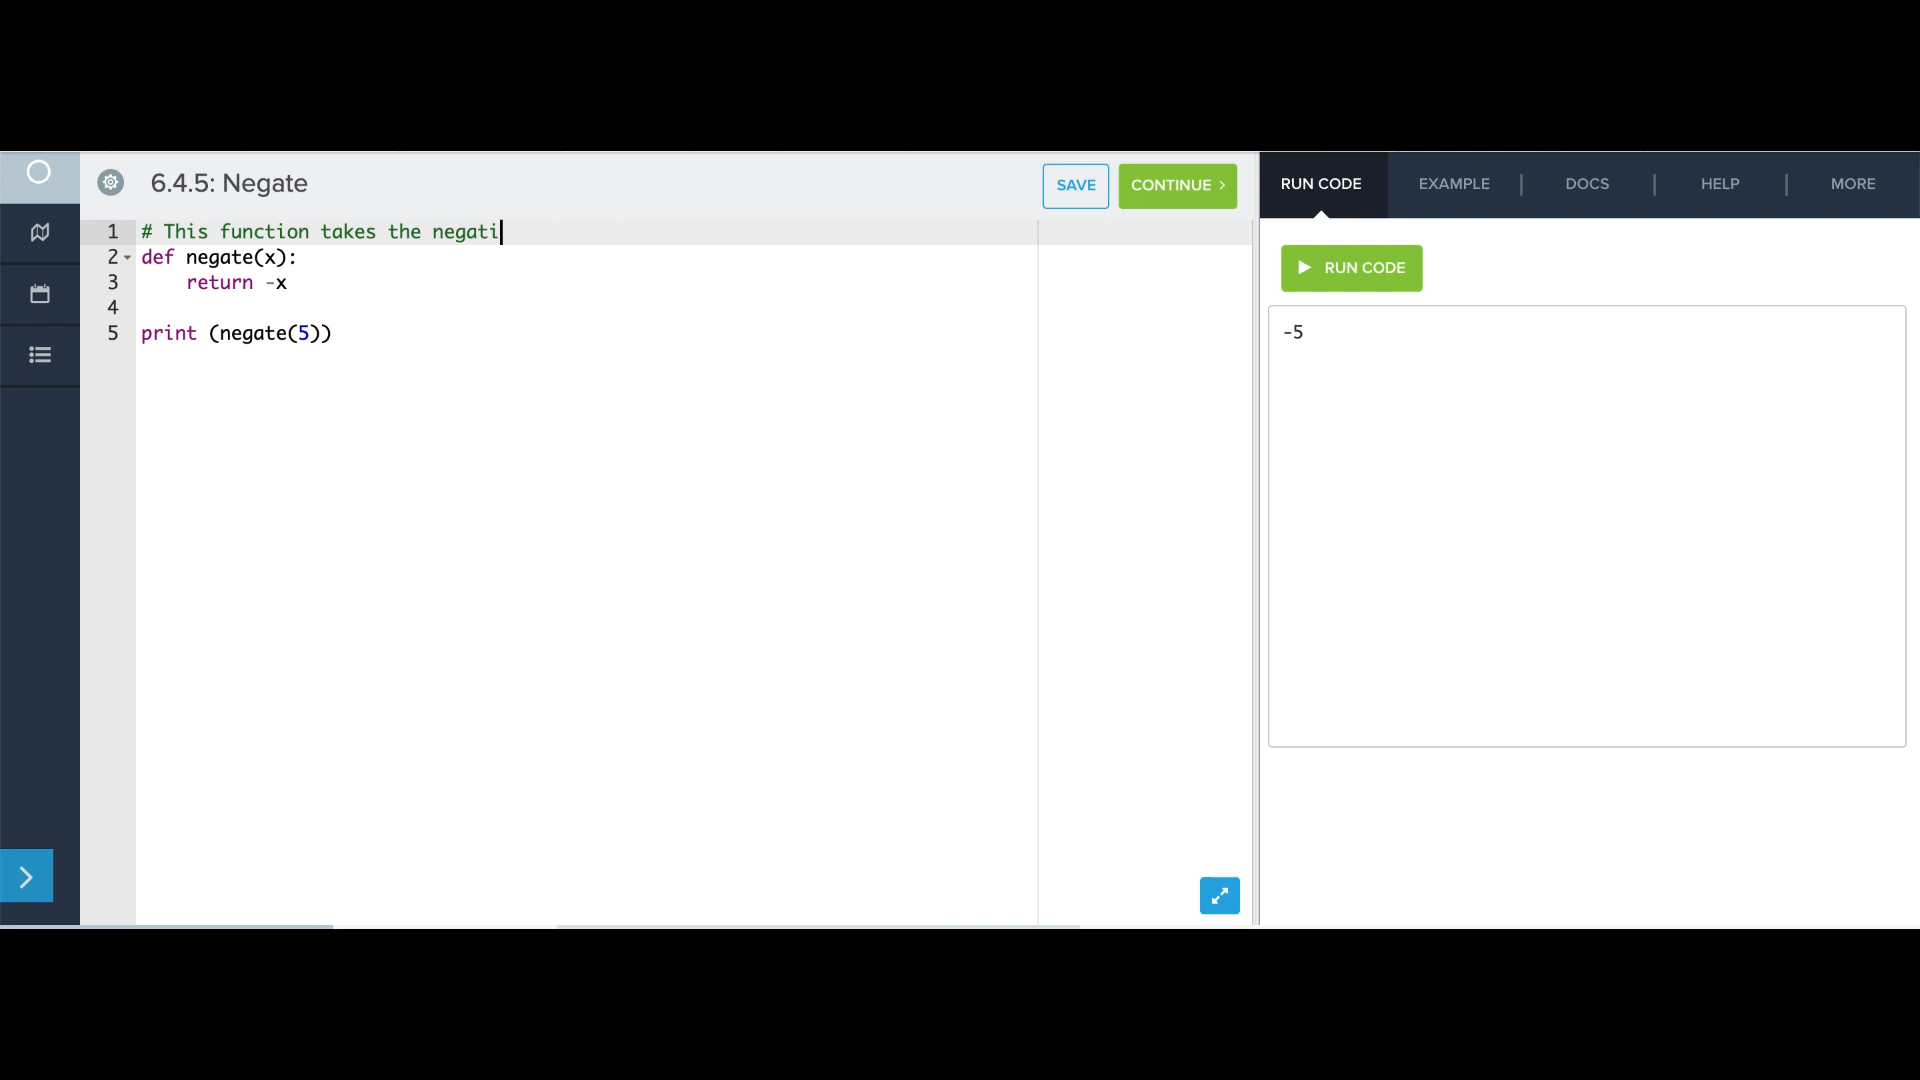 6.4.5: Negate
SAVE
CONTINUE >
RUN CODE
EXAMPLE
DOCS
HELP
MORE
1 # This function takes the negati
2 def negate(x):
3     return -x
4
5 print (negate(5))
RUN CODE
-5